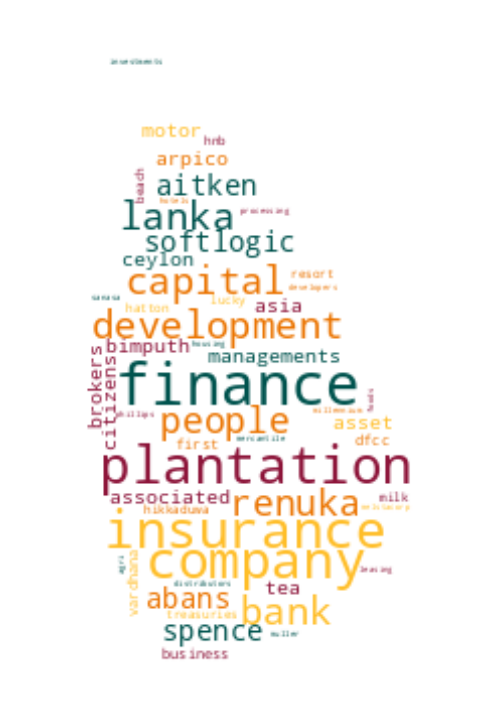 investments
motor
hnb
arpico
beach
aitken
hotels
lanka
processing
softlogic
ceylon
capital
resort
developers
sanasa
hatton
lucky
asia
development
brokers
citizens
bimputh
housing
managements
finance
foods
phillips
people
millennium
asset
first
mercantile
dfcc
plantation
associated
renuka
milk
hikkaduwa
insurance
company
agri
vardhana
leasing
distributors
tea
abans
treasuries
bank
spence
muller
business